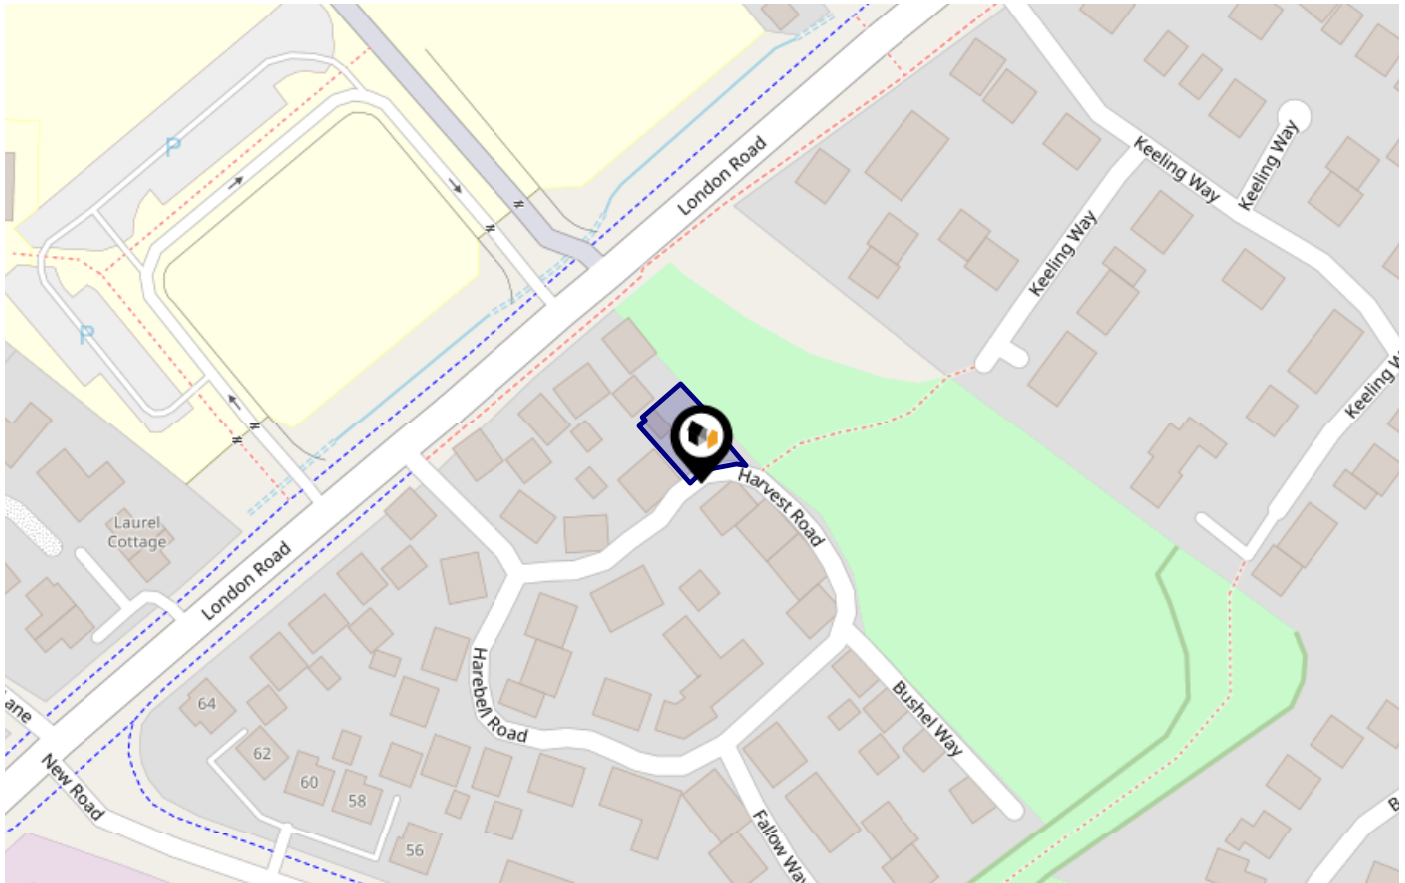 London Road
Keeling Way
Keeling Way
Keeling Way
P
P
Keeling W
Harvest Road
Laurel
Cottage
London Road
Harebell Road
Bushel Way
64
ane
62
60
58
New Road
56
Fallow Way
B